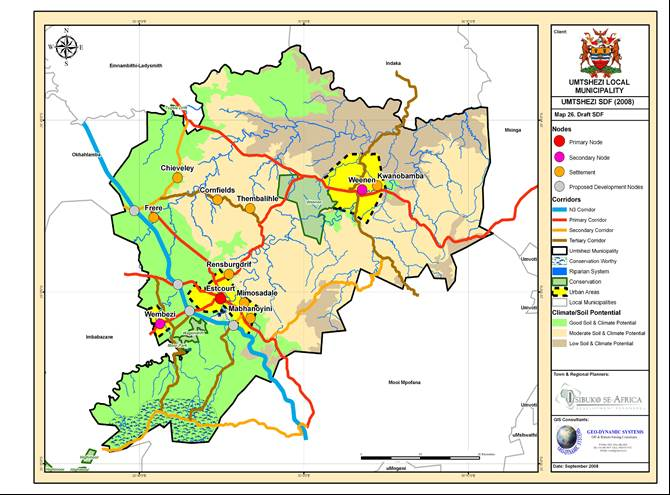 N
W
E
S
Emnambithi-Ladysmith
Indaka
Msinga
Okhahlamba
Chieveley
Cornfields
Thembalihle
Weenen
Kwanobamba
Frere
Rensburgdrif
Estcourt
Mimosadale
Mabhanoyini
Wembezi
Imbabazane
Mooi Mpofana
uMngeni
uMshwathi
Umvoti
Client
UMTSHEZI LOCAL
MUNICIPALITY
UMTSHEZI SDF (2008)
Map 26. Draft SDF
Nodes
Primary Node
Secondary Node
Settlement
Proposed Development Nodes
Corridors
N3 Corridor
Primary Corridor
Secondary Corridor
Tertiary Corridor
Umtshezi Municipality
Conservation Worthy
Riparian System
Conservation
Urban Areas
Local Municipalities
Climate/Soil Pontential
Good Soil & Climate Potential
Moderate Soil & Climate Potential
Low Soil & Climate Potential
Town & Regional Planners:
ISIBUKO SE-AFRICA
GIS Consultants:
GEO-DYNAMIC SYSTEMS
Date: September 2008